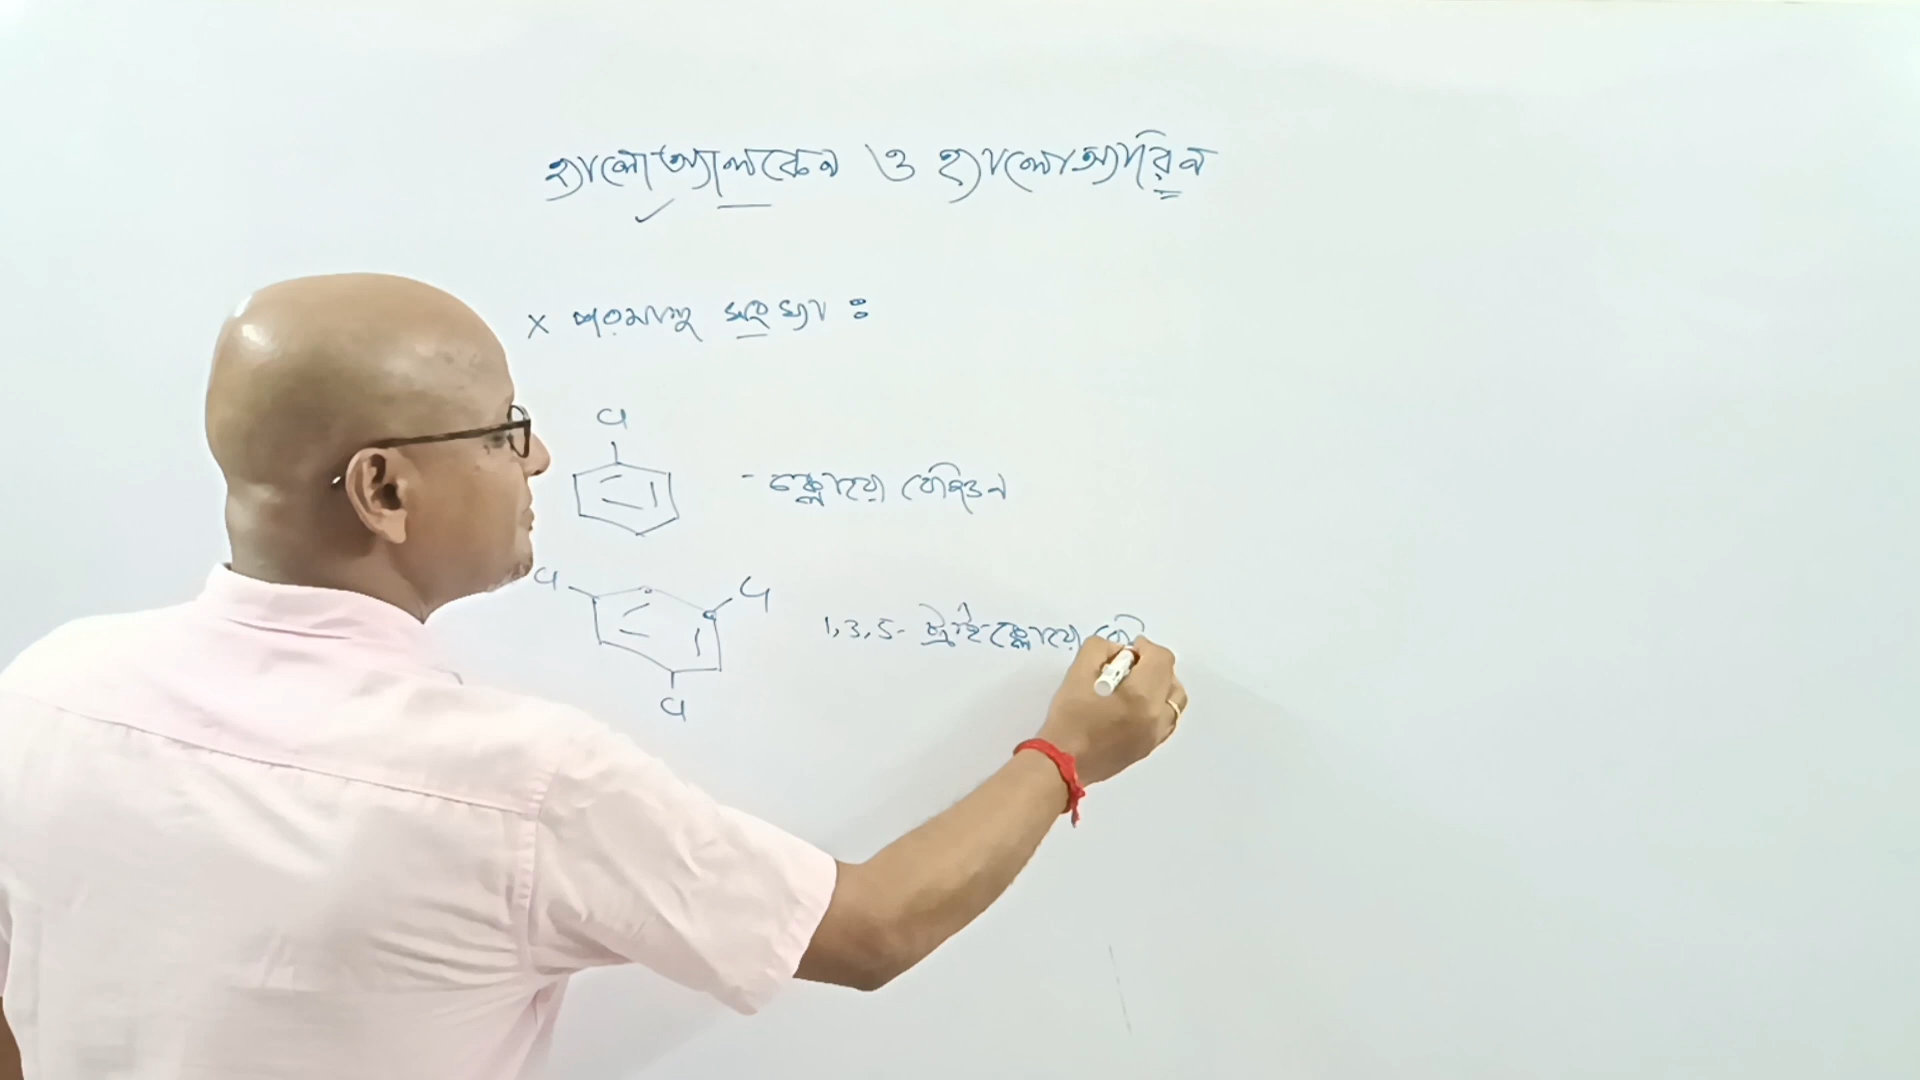 হ্যালোঅ্যালকেন ও হ্যালোঅ্যারিন
X পরমাণু সংখ্যা :
Cl
- ক্লোরো বেঞ্জিন
Cl Cl
1,3,5- ট্রাইক্লোরো বে
Cl